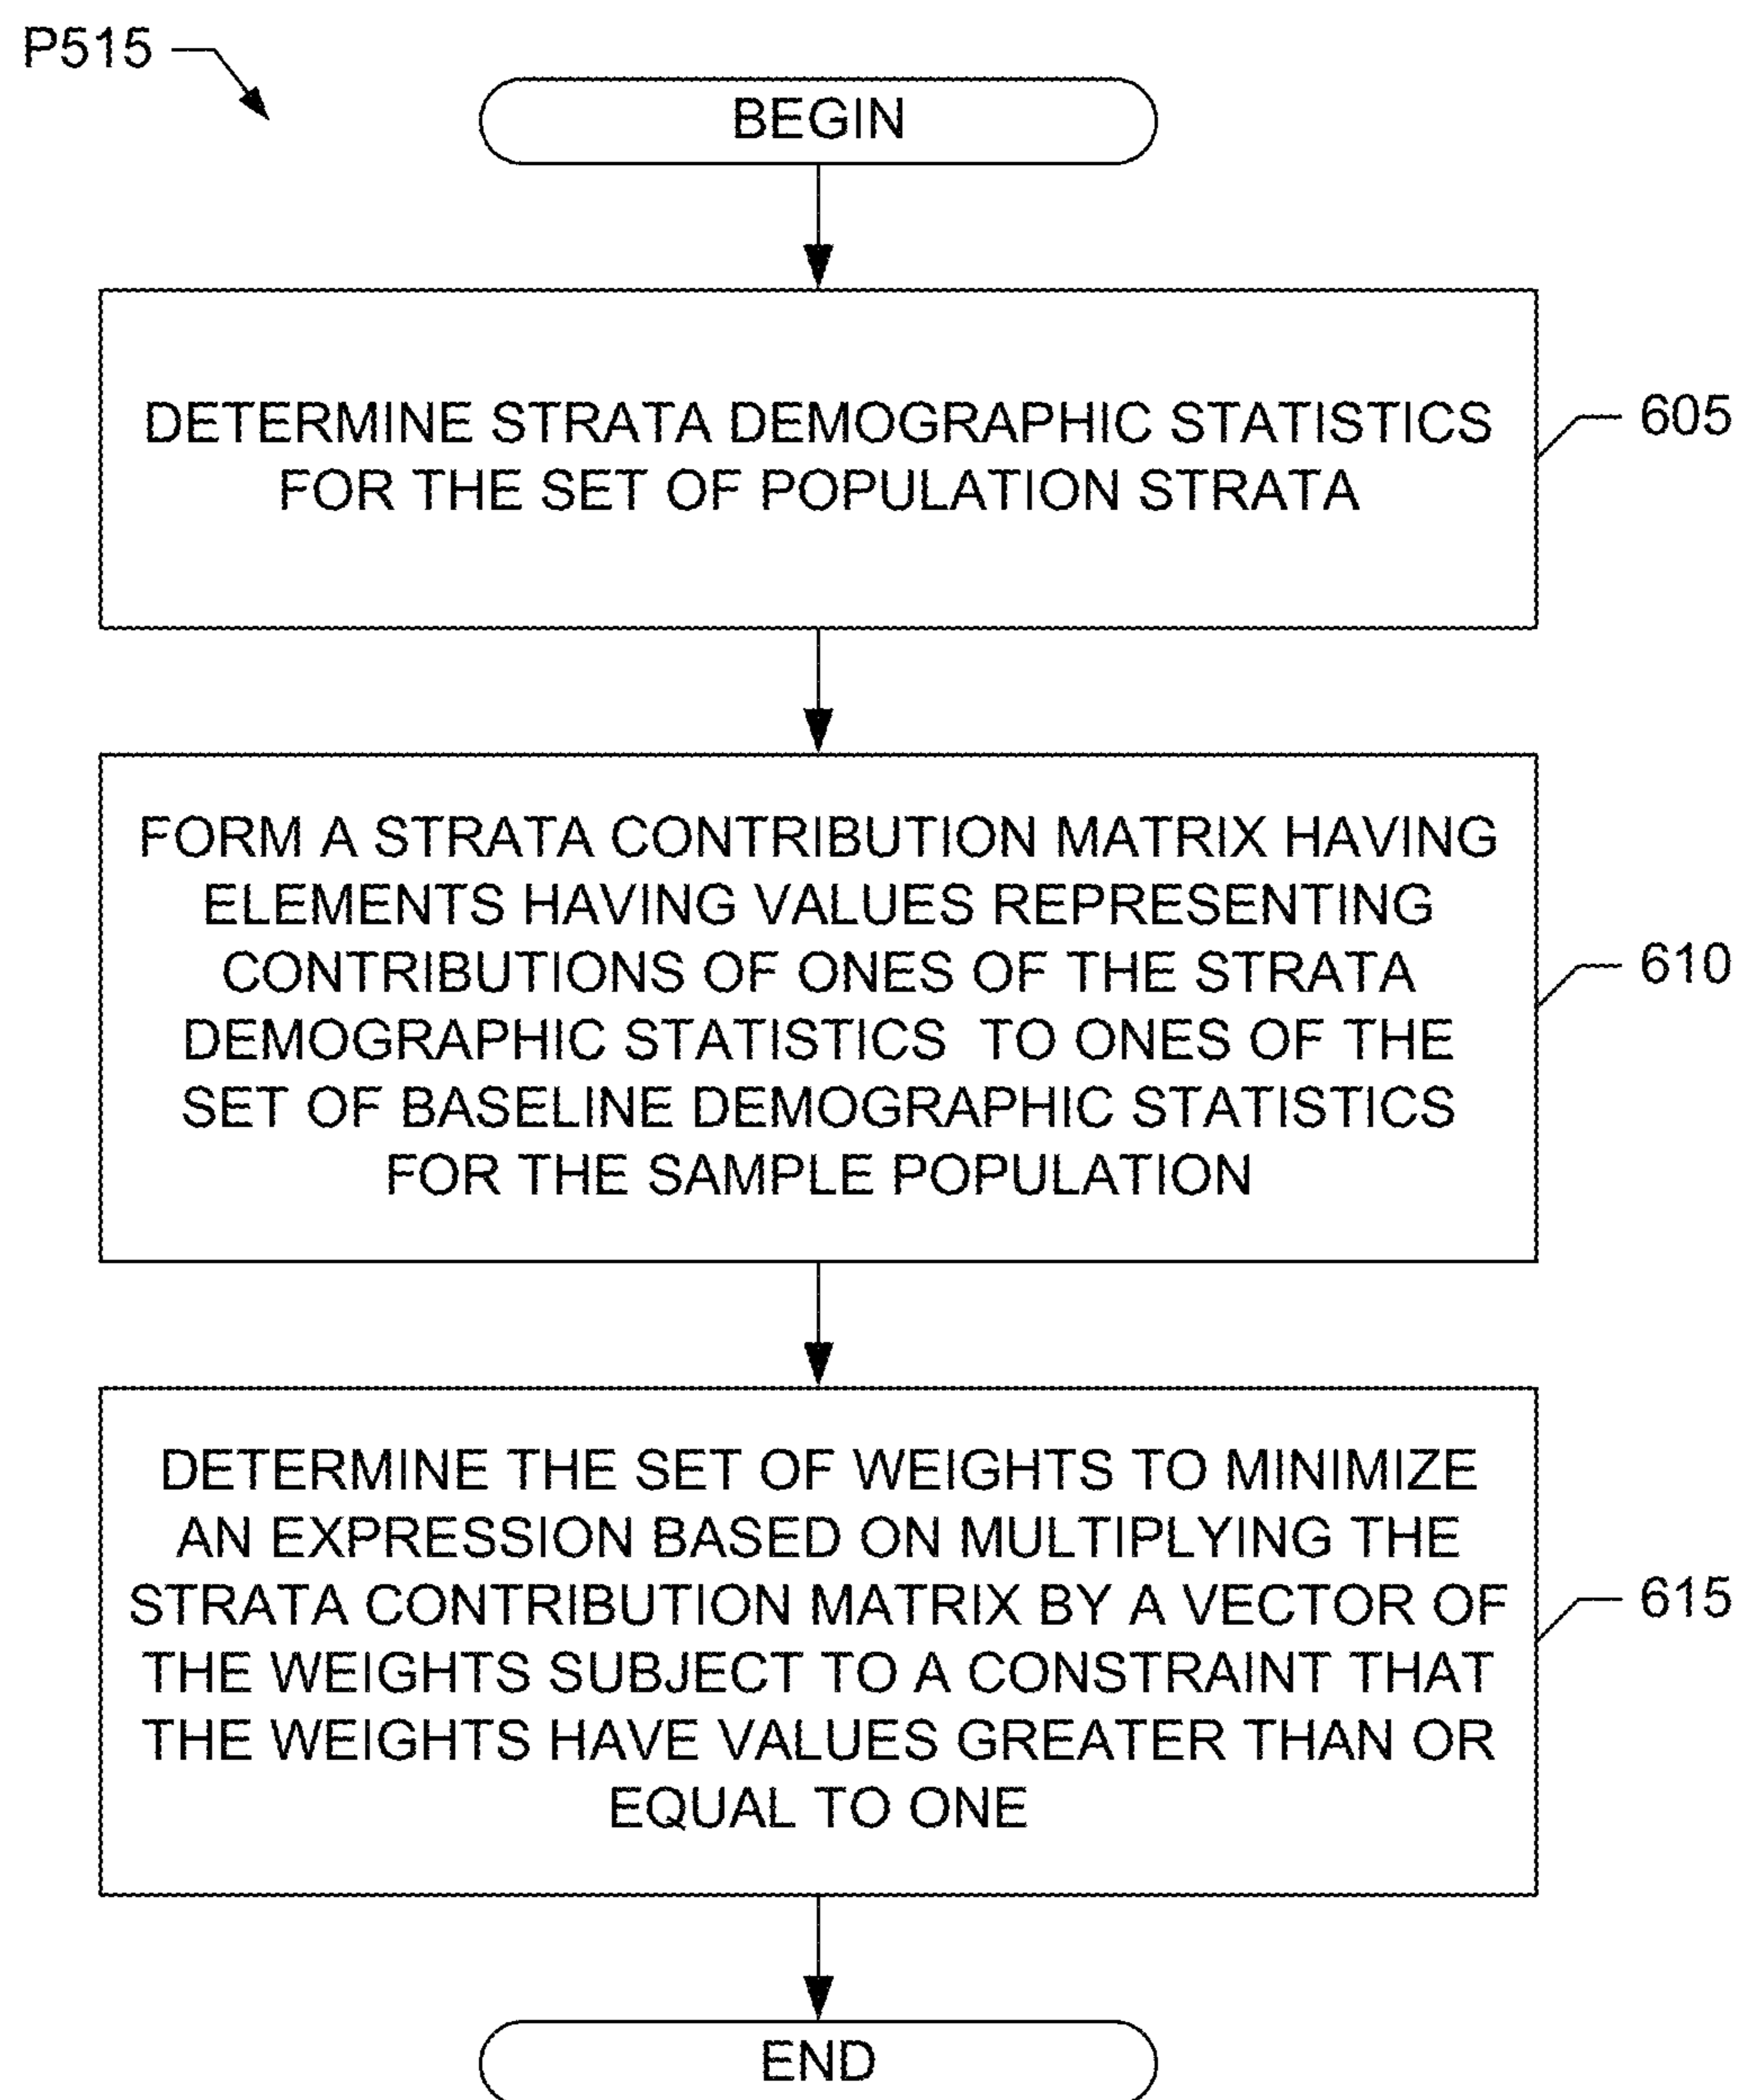 P515
BEGIN
DETERMINE STRATA DEMOGRAPHIC STATISTICS
FOR THE SET OF POPULATION STRATA
605
FORM A STRATA CONTRIBUTION MATRIX HAVING
ELEMENTS HAVING VALUES REPRESENTING
CONTRIBUTIONS OF ONES OF THE STRATA
DEMOGRAPHIC STATISTICS TO ONES OF THE
SET OF BASELINE DEMOGRAPHIC STATISTICS
FOR THE SAMPLE POPULATION
610
DETERMINE THE SET OF WEIGHTS TO MINIMIZE
AN EXPRESSION BASED ON MULTIPLYING THE
STRATA CONTRIBUTION MATRIX BY A VECTOR OF
THE WEIGHTS SUBJECT TO A CONSTRAINT THAT
THE WEIGHTS HAVE VALUES GREATER THAN OR
EQUAL TO ONE
615
END